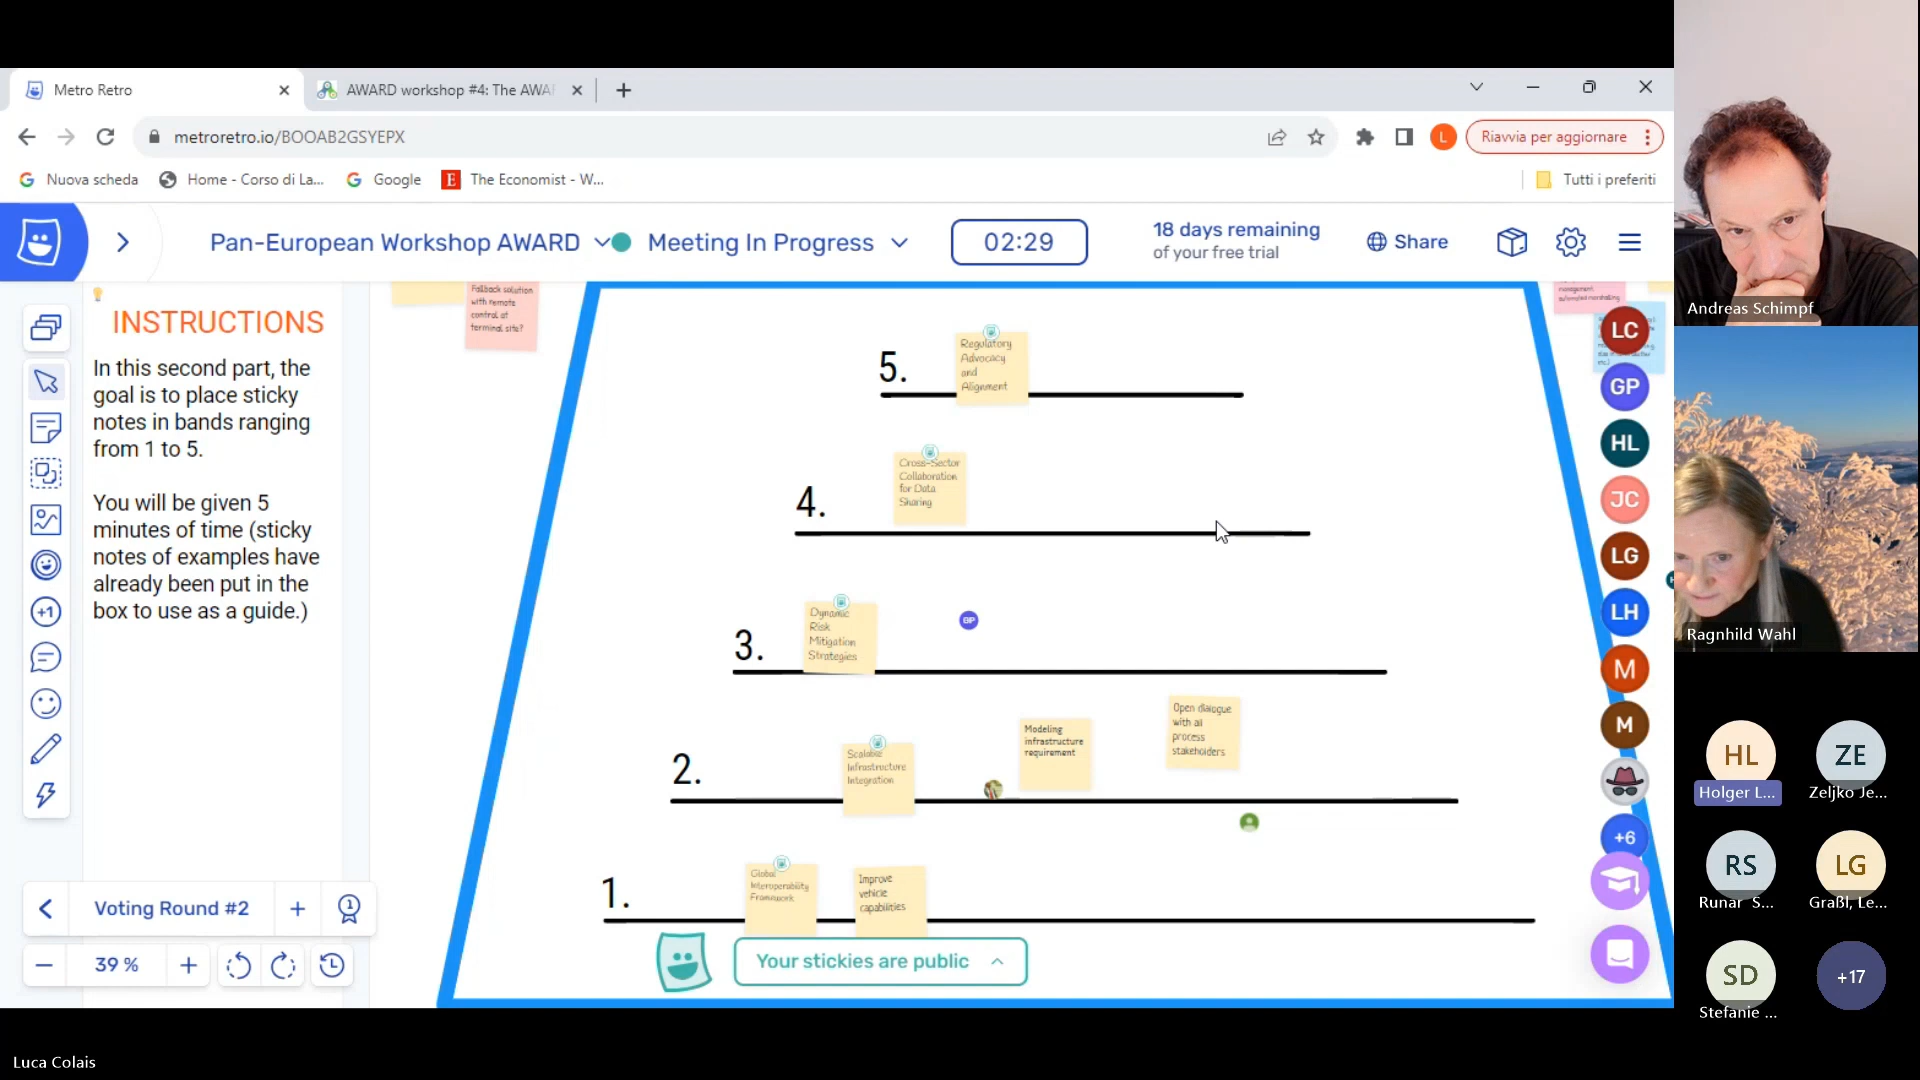 Metro Retro
AWARD workshop #4: The AWA
metroretro.io/BOOAB2GSYEPX
L
Riavvia per aggiornare
Nuova scheda
Home - Corso di La...
Google
The Economist - W...
Tutti i preferiti
Pan-European Workshop AWARD
Meeting In Progress
02:29
18 days remaining
of your free trial
Share
INSTRUCTIONS
In this second part, the
goal is to place sticky
notes in bands ranging
from 1 to 5.
You will be given 5
minutes of time (sticky
notes of examples have
already been put in the
box to use as a guide.)
Fallback solution
with remote
control at
terminal site?
management
automated marshalling
5.
Regulatory
Advocacy
and
Alignment
4.
Cross-Sector
Collaboration
for Data
Sharing
3.
Dynamic
Risk
Mitigation
Strategies
GP
2.
Scalable
Infrastructure
Integration
Modeling
infrastructure
requirement
Open dialogue
with all
process
stakeholders
1.
Global
Interoperability
Framework
Improve
vehicle
capabilities
Your stickies are public
+1
Voting Round #2
1
39 %
LC
GP
HL
JC
LG
LH
M
M
+6
Andreas Schimpf
Ragnhild Wahl
HL
Holger L...
ZE
Zeljko Je...
RS
Runar S...
LG
Graßl, Le...
SD
Stefanie ...
+17
Luca Colais